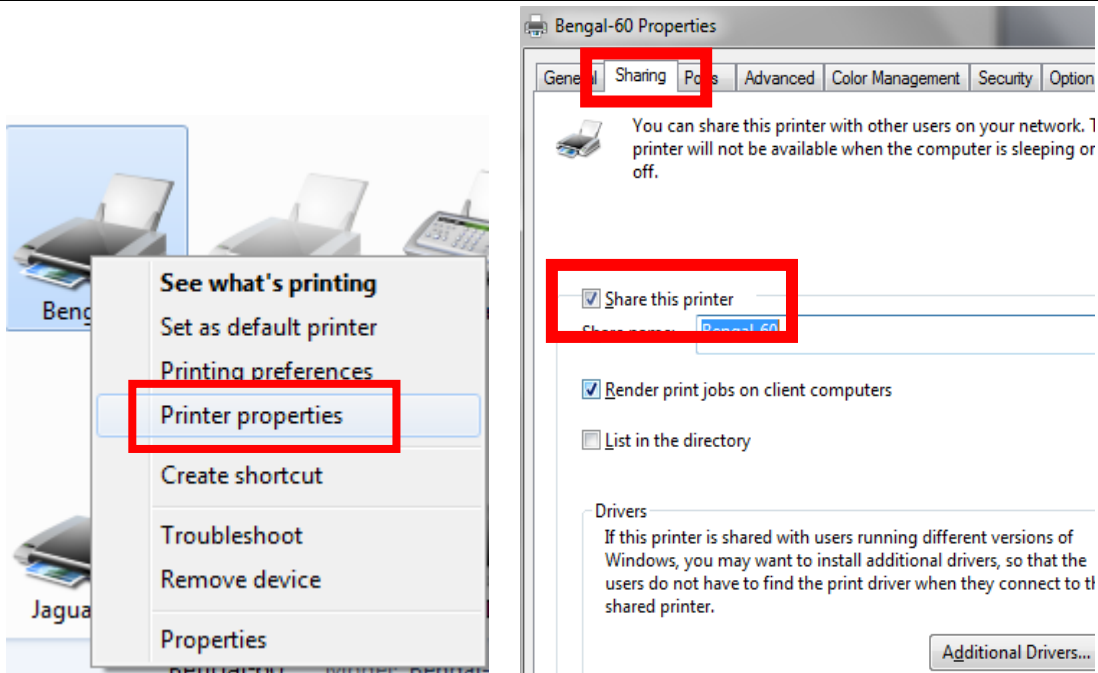 Beng
See what's printing
Set as default printer
Printing preferences
Printer properties
Create shortcut
Troubleshoot
Remove device
Properties
Jagua
Bengal-60 Properties
General Sharing Ports Advanced Color Management Security Option
You can share this printer with other users on your network. T
printer will not be available when the computer is sleeping or
off.
Share this printer
Share name: Bengal-60
Render print jobs on client computers
List in the directory
Drivers
If this printer is shared with users running different versions of
Windows, you may want to install additional drivers, so that the
users do not have to find the print driver when they connect to th
shared printer.
Additional Drivers...